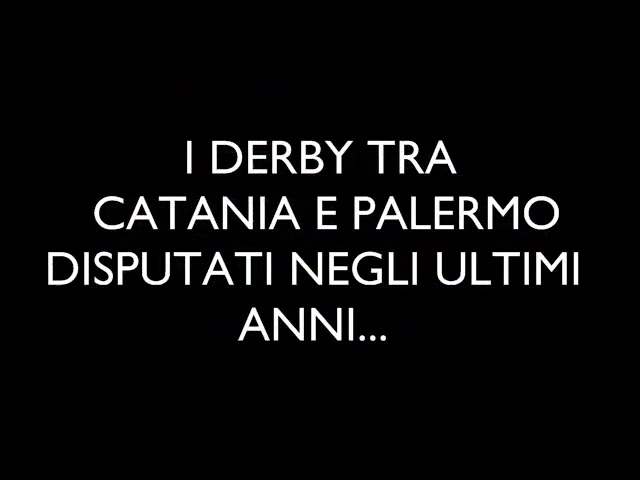 I DERBY TRA
CATANIA E PALERMO
DISPUTATI NEGLI ULTIMI
ANNI...